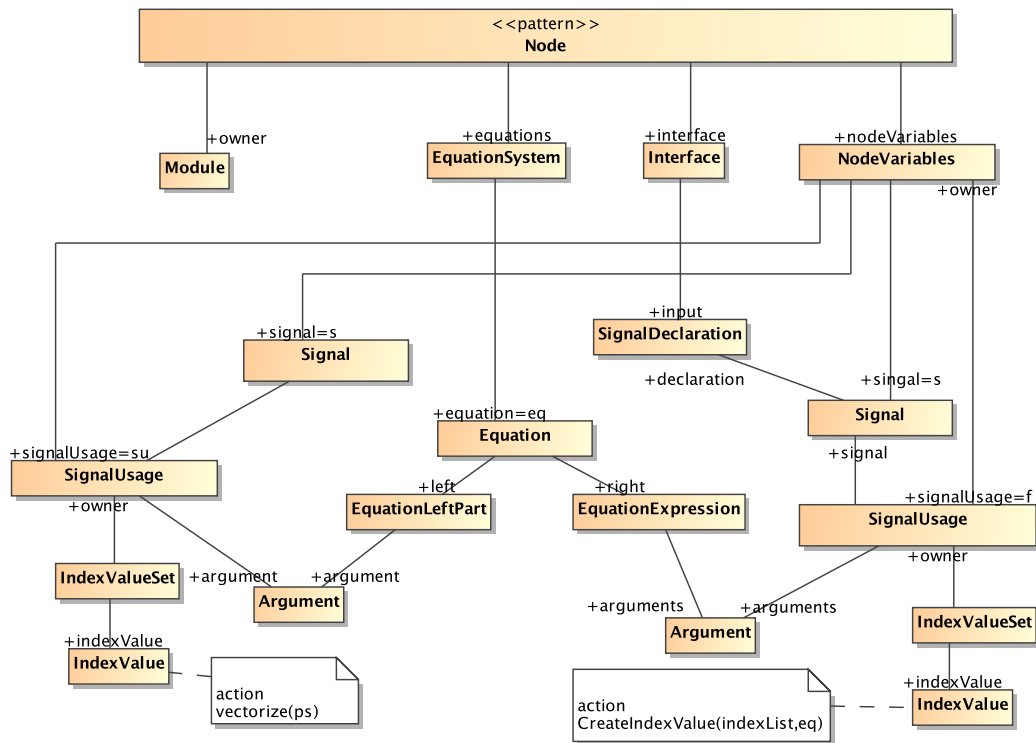 <<pattern>>
Node
+owner
Module
+equations
EquationSystem
+interface
Interface
+nodeVariables
NodeVariables
+owner
+signal=s
Signal
+input
SignalDeclaration
+declaration
+singal=s
Signal
+signal
+equation=eq
Equation
+signalUsage=su
SignalUsage
+owner
+left
EquationLeftPart
+right
EquationExpression
+signalUsage=f
SignalUsage
+owner
IndexValueSet
+argument
+argument
Argument
+arguments
+arguments
Argument
IndexValueSet
+indexValue
IndexValue
+indexValue
IndexValue
action
vectorize(ps)
action
CreateIndexValue(indexList,eq)